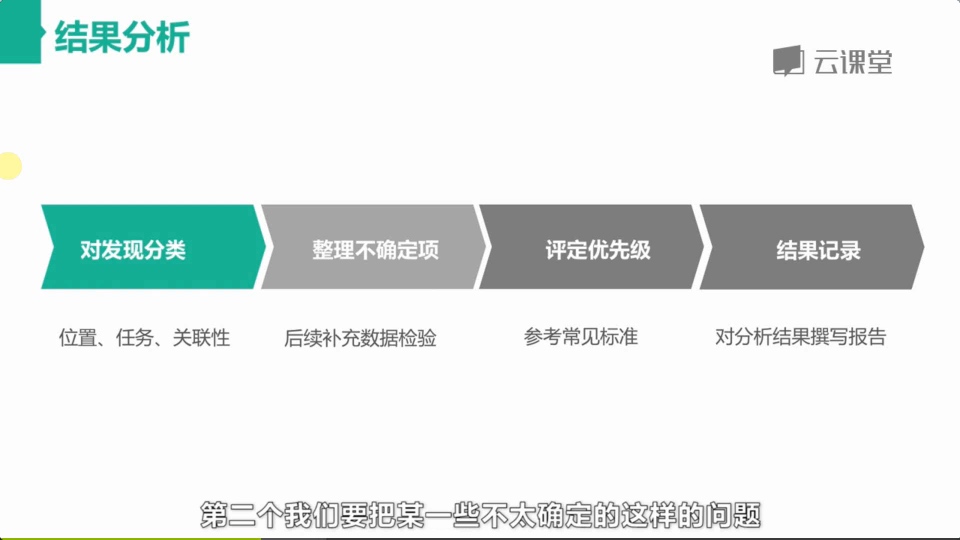 结果分析
云课堂
对发现分类
整理不确定项
评定优先级
结果记录
位置、任务、关联性
后续补充数据检验
参考常见标准
对分析结果撰写报告
第二个我们要把某一些不太确定的这样的问题